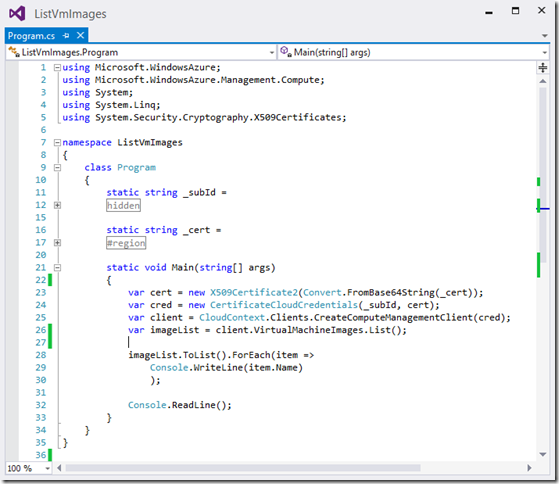 ListVmImages
Program.cs
ListVmImages.Program
Main(string[] args)
1 using Microsoft.WindowsAzure;
2 using Microsoft.WindowsAzure.Management.Compute;
3 using System;
4 using System.Linq;
5 using System.Security.Cryptography.X509Certificates;
6
7 namespace ListVmImages
8 {
9 class Program
10 {
11 static string _subId =
12 hidden
15
16 static string _cert =
17 #region
20
21 static void Main(string[] args)
22 {
23 var cert = new X509Certificate2(Convert.FromBase64String(_cert));
24 var cred = new CertificateCloudCredentials(_subId, cert);
25 var client = CloudContext.Clients.CreateComputeManagementClient(cred);
26 var imageList = client.VirtualMachineImages.List();
27
28 imageList.ToList().ForEach(item =>
29 Console.WriteLine(item.Name)
30 );
31
32 Console.ReadLine();
33 }
34 }
35 }
36
100 %